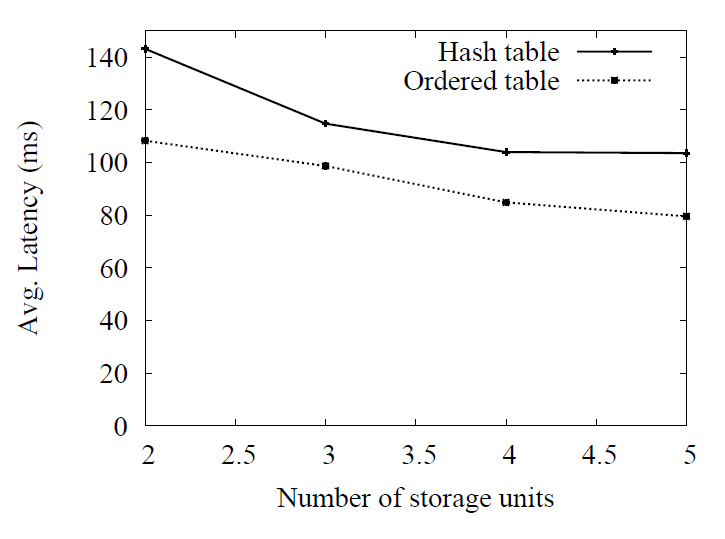 Hash table
Ordered table
140
120
100
80
60
40
20
0
Avg. Latency (ms)
2 2.5 3 3.5 4 4.5 5
Number of storage units